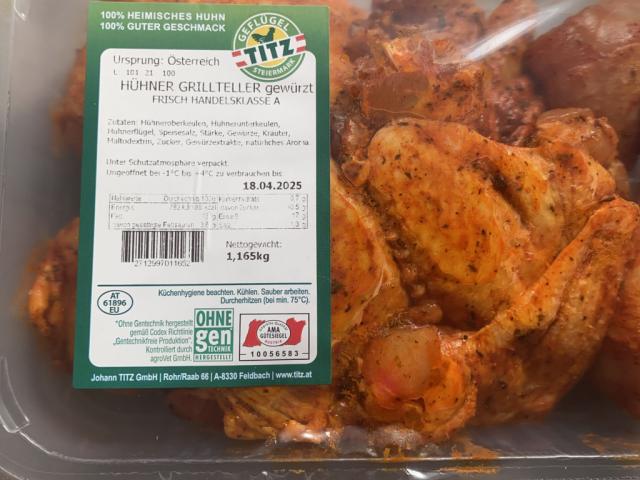 100% HEIMISCHES HUHN
100% GUTER GESCHMACK
GEFLÜGEL
TITZ
STEIERMARK
Ursprung: Österreich
L 101 21 100
HÜHNER GRILLTELLER gewürzt
FRISCH HANDELSKLASSE A
Zutaten: Hühneroberkeulen, Hühnerunterkeulen,
Hühnerflügel, Speisesalz, Stärke, Gewürze, Kräuter,
Maltodextrin, Zucker, Gewürzextrakte, natürliches Aroma
Unter Schutzatmosphäre verpackt.
Ungeöffnet bei -1°C bis +4°C zu verbrauchen bis
18.04.2025
Nettogewicht:
1,165kg
AT
61896
EU
Küchenhygiene beachten. Kühlen. Sauber arbeiten.
Durcherhitzen (bei min. 75°C).
"Ohne Gentechnik hergestellt
gemäß Codex Richtlinie
„Gentechnikfreie Produktion".
Kontrolliert durch
agroVet GmbH.
OHNE
gen
TECHNIK
HERGESTELLT
AMA
GÜTESIEGEL
AUSTRIA
10056583
Johann TITZ GmbH | Rohr/Raab 66 | A-8330 Feldbach | www.titz.at